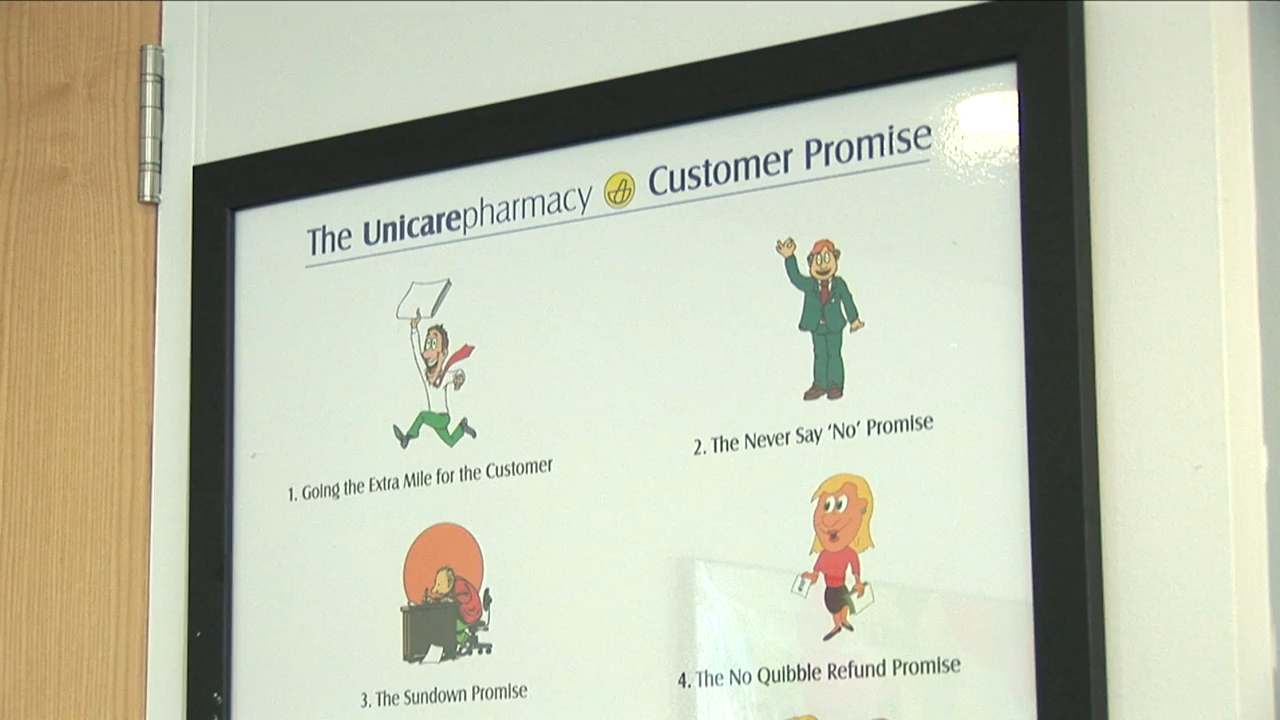 The Unicarepharmacy Customer Promise
1. Going the Extra Mile for the Customer
2. The Never Say 'No' Promise
3. The Sundown Promise
4. The No Quibble Refund Promise